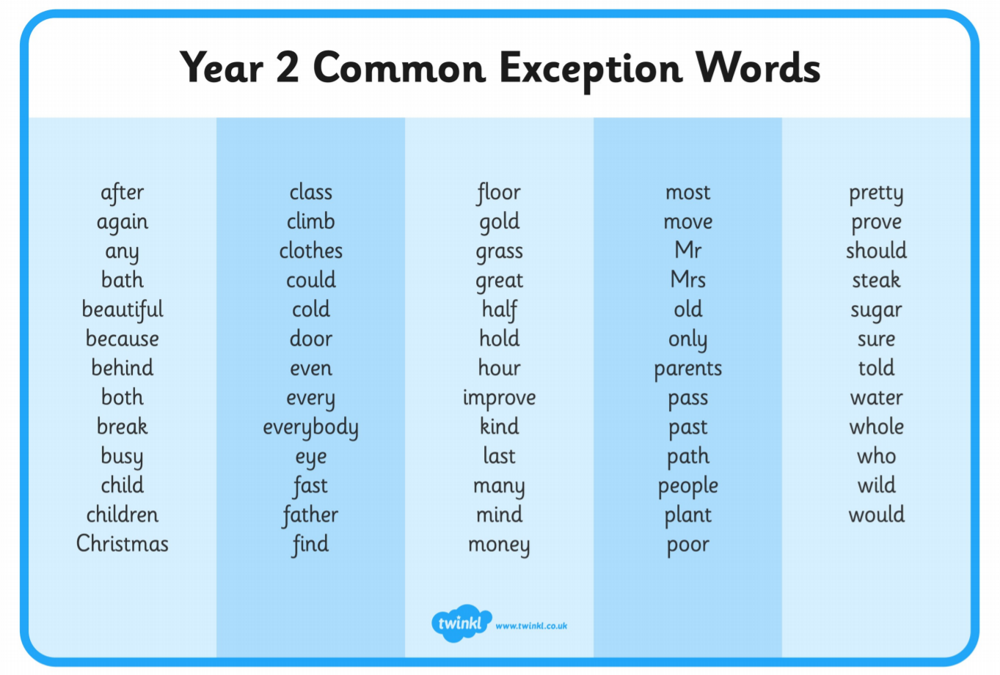 Year 2 Common Exception Words
after
again
any
bath
beautiful
because
behind
both
break
busy
child
children
Christmas
class
climb
clothes
could
cold
door
even
every
everybody
eye
fast
father
find
floor
gold
grass
great
half
hold
hour
improve
kind
last
many
mind
money
most
move
Mr
Mrs
old
only
parents
pass
past
path
people
plant
poor
pretty
prove
should
steak
sugar
sure
told
water
whole
who
wild
would
twinkl www.twinkl.co.uk